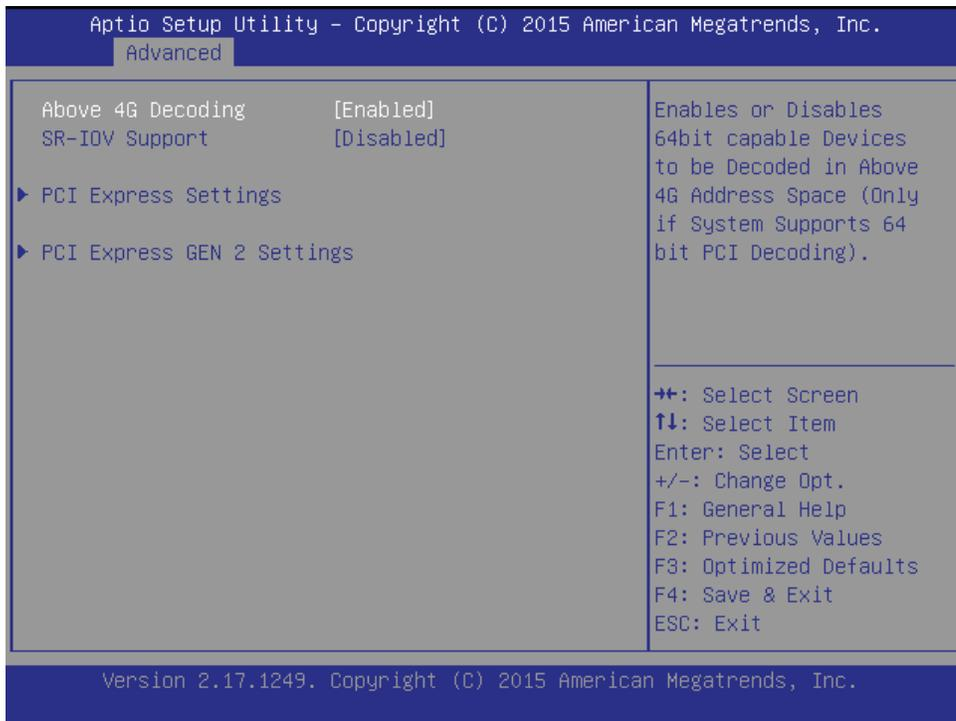 Aptio Setup Utility – Copyright (C) 2015 American Megatrends, Inc.
Advanced
Above 4G Decoding [Enabled]
SR-IOV Support [Disabled]
▶ PCI Express Settings
▶ PCI Express GEN 2 Settings
Enables or Disables
64bit capable Devices
to be Decoded in Above
4G Address Space (Only
if System Supports 64
bit PCI Decoding).
→←: Select Screen
↑↓: Select Item
Enter: Select
+/-: Change Opt.
F1: General Help
F2: Previous Values
F3: Optimized Defaults
F4: Save & Exit
ESC: Exit
Version 2.17.1249. Copyright (C) 2015 American Megatrends, Inc.